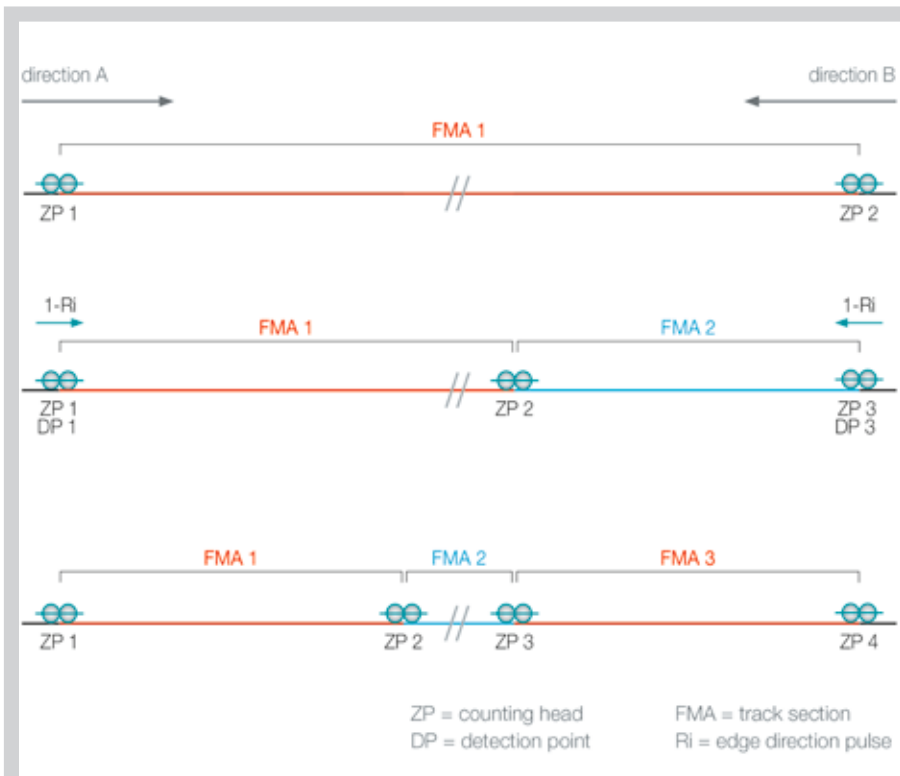 direction A direction B
FMA 1
ZP 1 ZP 2
1-Ri 1-Ri
FMA 1 FMA 2
ZP 1 ZP 2 ZP 3
DP 1 DP 3
FMA 1 FMA 2 FMA 3
ZP 1 ZP 2 ZP 3 ZP 4
ZP = counting head FMA = track section
DP = detection point Ri = edge direction pulse